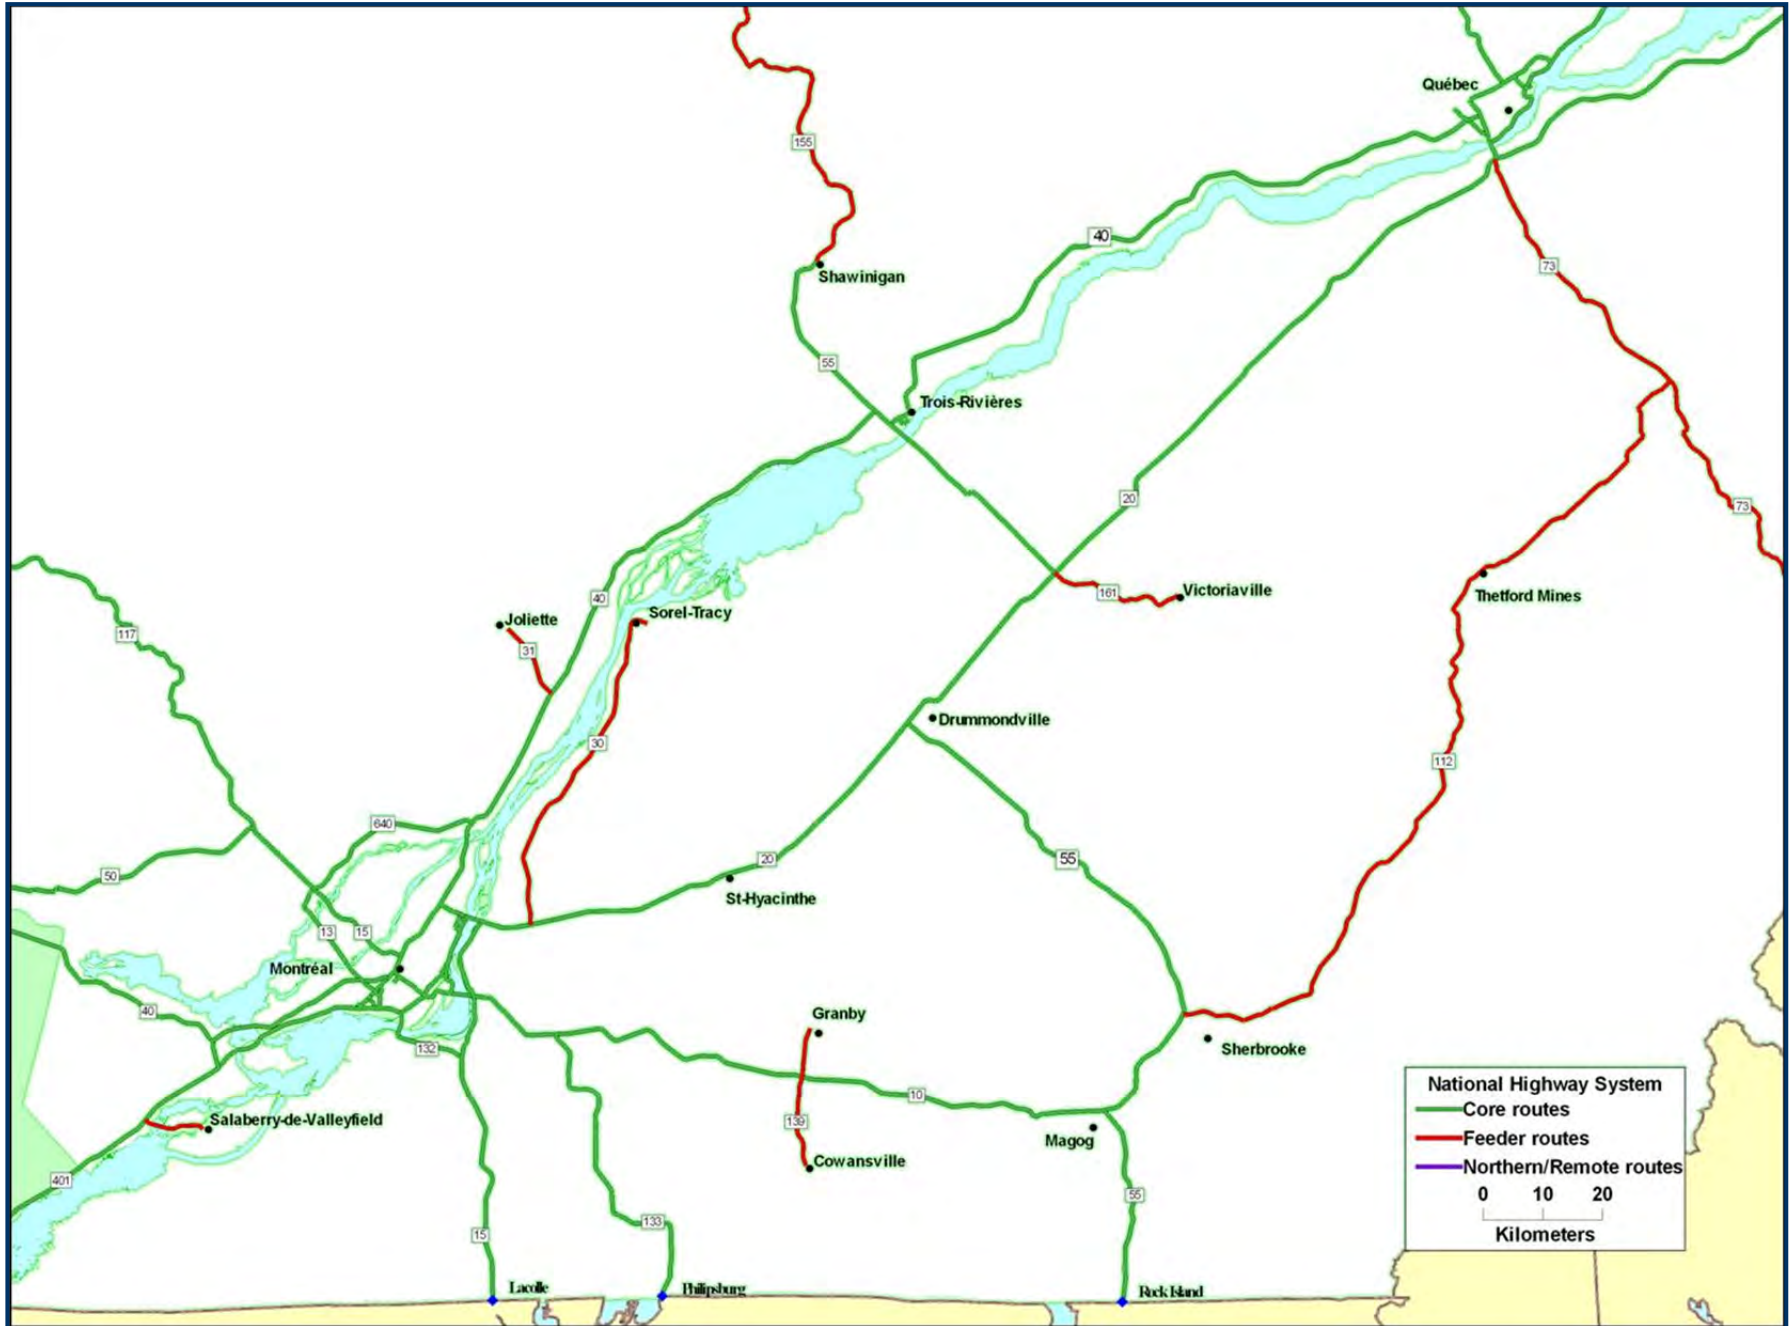 Québec
155
40
73
Shawinigan
55
Trois-Rivières
20
73
Thetford Mines
161
Victoriaville
40
Joliette
Sorel-Tracy
117
31
Drummondville
30
112
640
50
20
55
St-Hyacinthe
13
15
Montréal
40
Granby
132
Sherbrooke
10
National Highway System
Core routes
Feeder routes
Northern/Remote routes
0 10 20
Kilometers
Salaberry-de-Valleyfield
139
Magog
Cowansville
401
55
133
15
Lacolle
Philipsburg
Rock Island